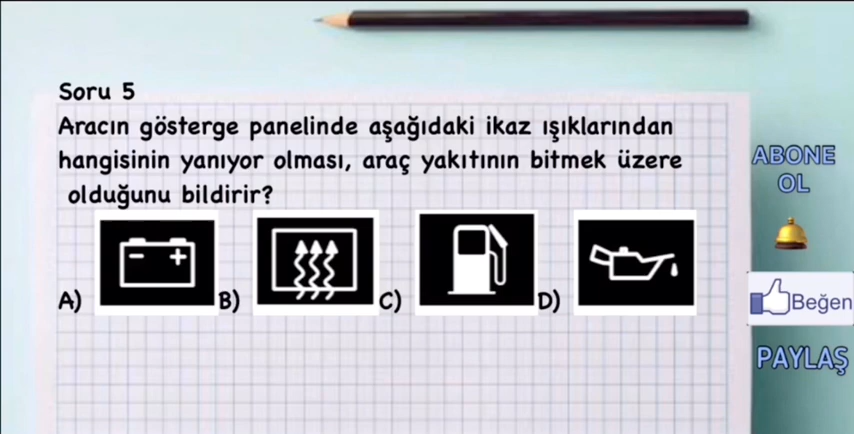 Soru 5
Aracın gösterge panelinde aşağıdaki ikaz ışıklarından
hangisinin yanıyor olması, araç yakıtının bitmek üzere
olduğunu bildirir?
A) B) C) D)
ABONE
OL
Beğen
PAYLAŞ